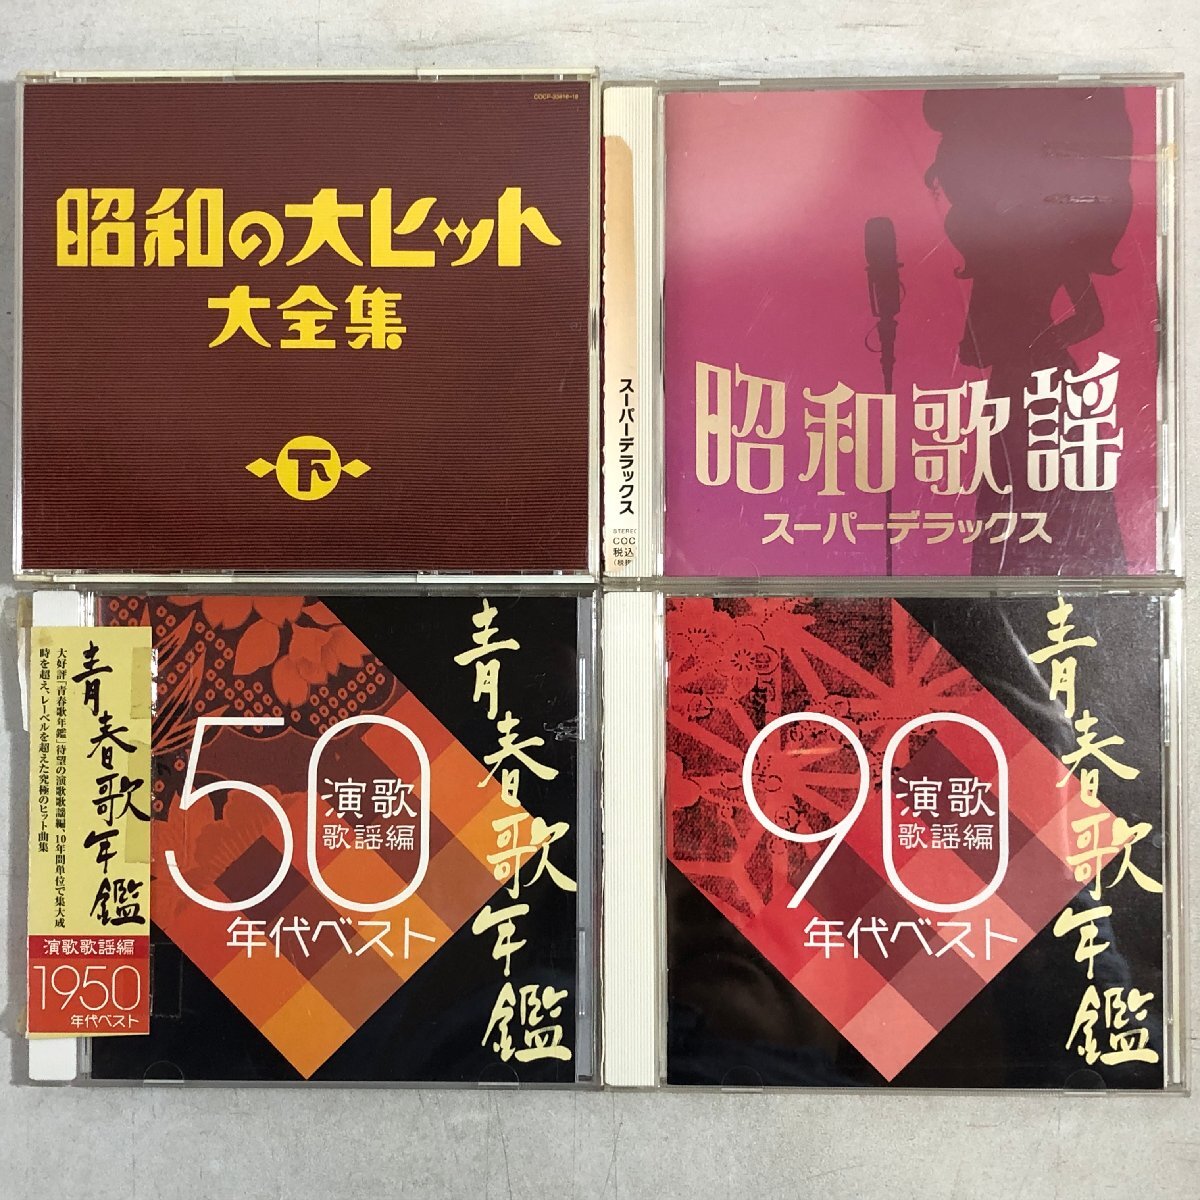 昭和の大ヒット
大全集
下
スーパーデラックス
STEREO
COC
税込
昭和歌謡
スーパーデラックス
青春歌年鑑
大好評「青春歌年鑑」待望の演歌歌謡編、10年間単位で集大成
時を超え、レーベルを超えた究極のヒット曲集
演歌歌謡編
1950
年代ベスト
50
演歌
歌謡編
年代ベスト
青春歌年鑑
90
演歌
歌謡編
年代ベスト
青春歌年鑑